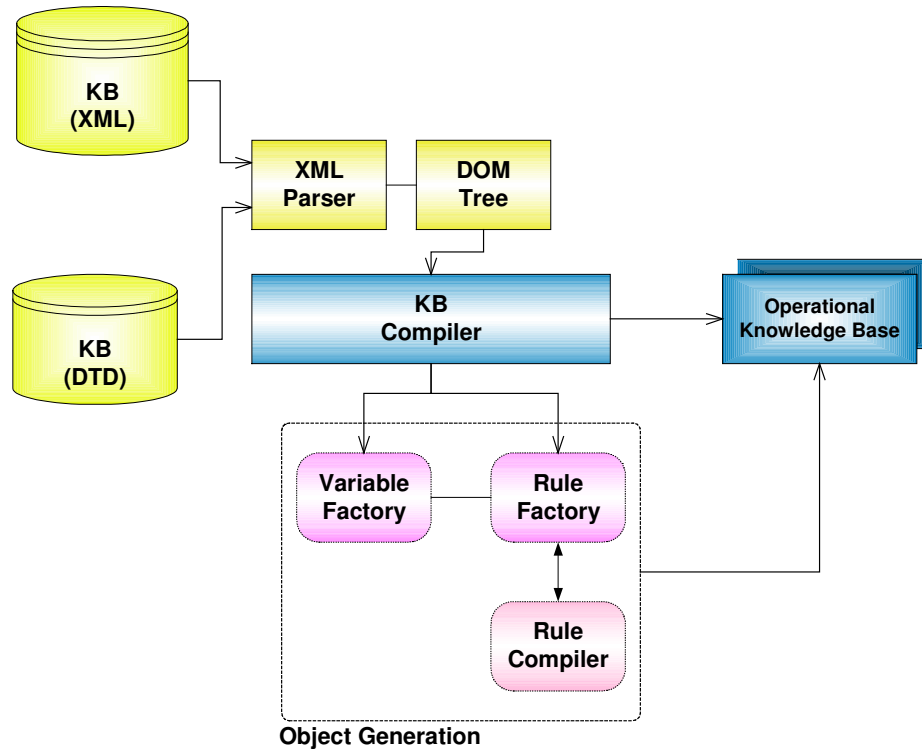 KB
(XML)
XML
Parser
DOM
Tree
KB
(DTD)
KB
Compiler
Operational
Knowledge Base
Variable
Factory
Rule
Factory
Rule
Compiler
Object Generation